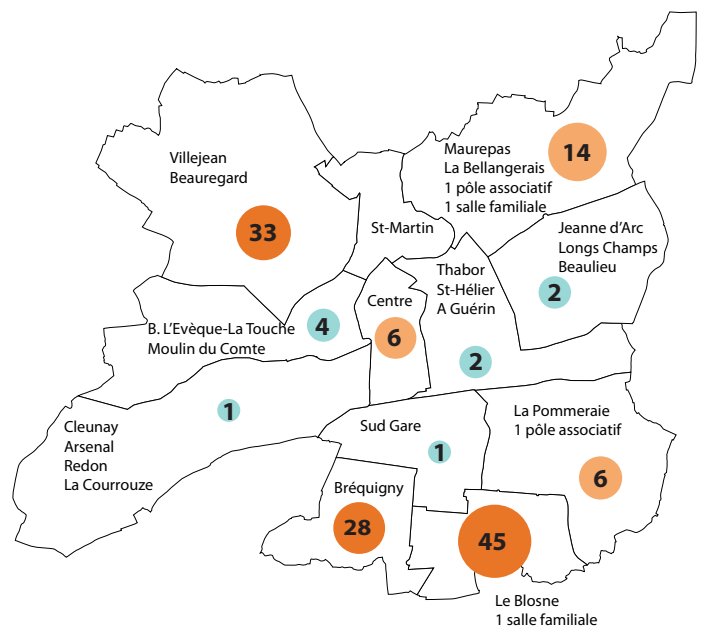 Maurepas
La Bellangerais
1 pôle associatif
1 salle familiale
14
Villejean
Beauregard
33
St-Martin
Jeanne d'Arc
Longs Champs
Beaulieu
2
Thabor
St-Hélier
A Guérin
2
Centre
6
B. L'Evèque-La Touche
Moulin du Comte
4
Cleunay
Arsenal
Redon
La Courrouze
1
Sud Gare
1
La Pommeraie
1 pôle associatif
6
Bréquigny
28
45
Le Blosne
1 salle familiale